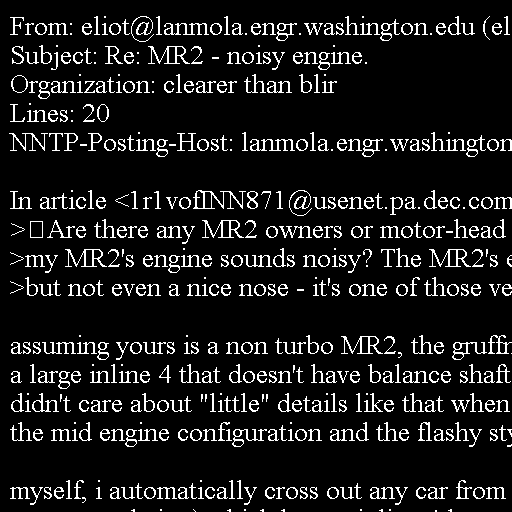 From: eliot@lanmola.engr.washington.edu (el
Subject: Re: MR2 - noisy engine.
Organization: clearer than blir
Lines: 20
NNTP-Posting-Host: lanmola.engr.washington

In article <1r1vofINN871@usenet.pa.dec.com
>Are there any MR2 owners or motor-head
>my MR2's engine sounds noisy? The MR2's e
>but not even a nice nose - it's one of those ve

assuming yours is a non turbo MR2, the gruffn
a large inline 4 that doesn't have balance shaft
didn't care about "little" details like that when
the mid engine configuration and the flashy sty

myself, i automatically cross out any car from